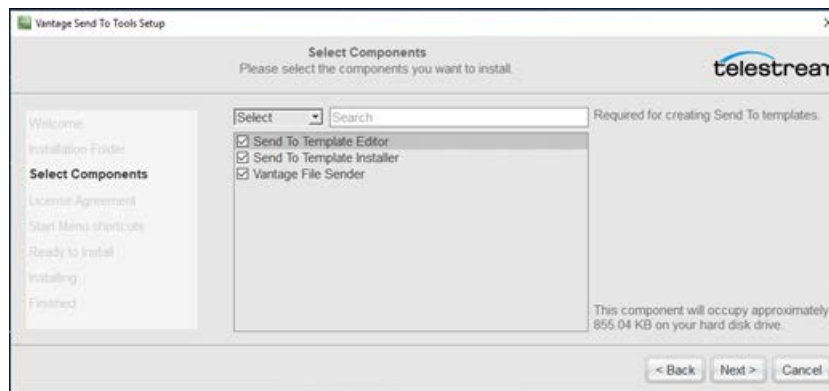 Vantage Send To Tools Setup
Select Components
Please select the components you want to install.
telestream
Welcome
Installation Folder
Select Components
License Agreement
Start Menu shortcuts
Ready to Install
Installing
Finished
Select
Search
Send To Template Editor
Send To Template Installer
Vantage File Sender
Required for creating Send To templates.
This component will occupy approximately
855.04 KB on your hard disk drive.
< Back
Next >
Cancel